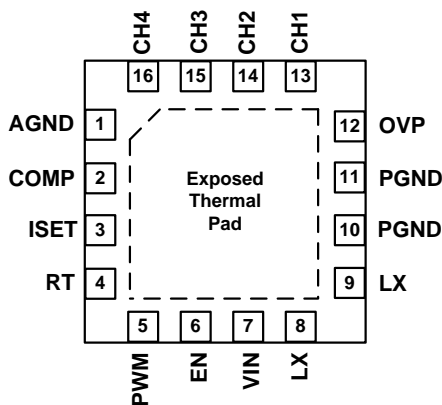 CH4
CH3
CH2
CH1
16
15
14
13
AGND
1
12
OVP
COMP
2
11
PGND
ISET
3
10
PGND
RT
4
9
LX
Exposed
Thermal
Pad
5
6
7
8
PWM
EN
VIN
LX